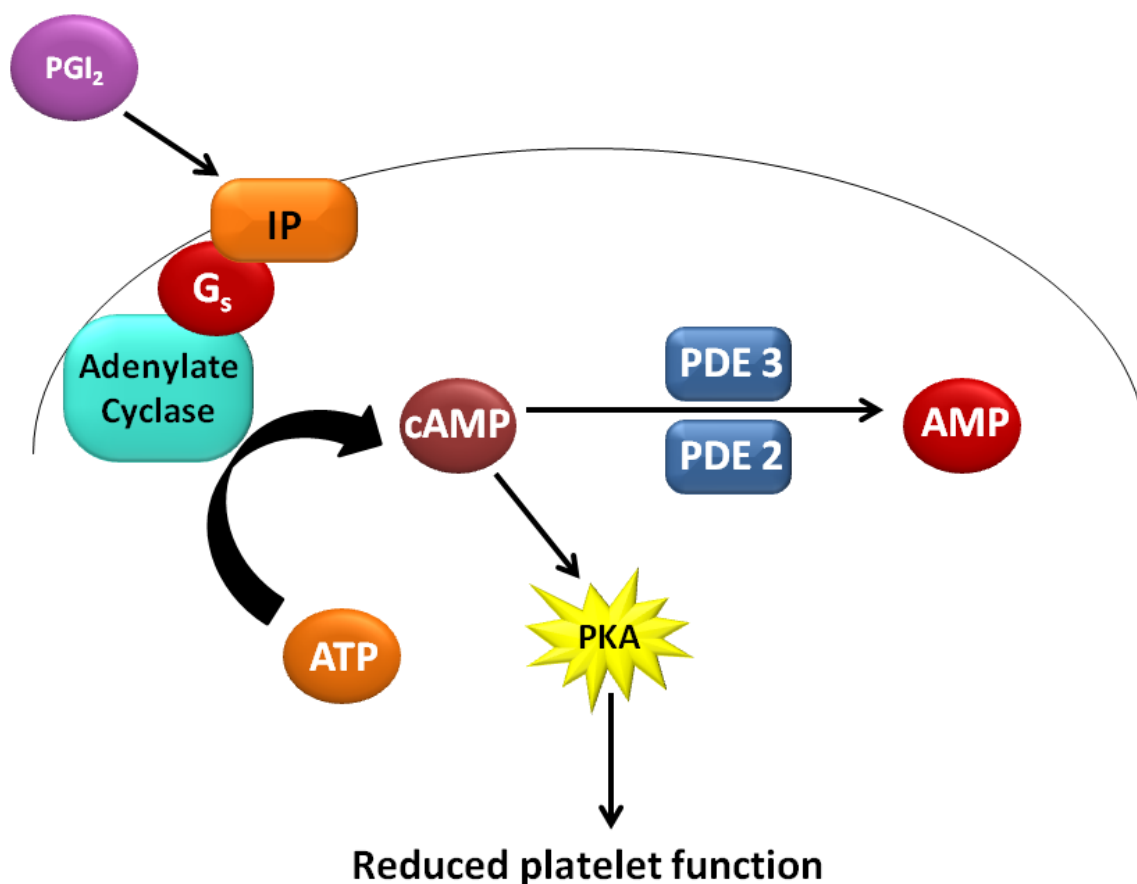 PGI₂
IP
Gₛ
Adenylate
Cyclase
PDE 3
cAMP
AMP
PDE 2
PKA
ATP
Reduced platelet function